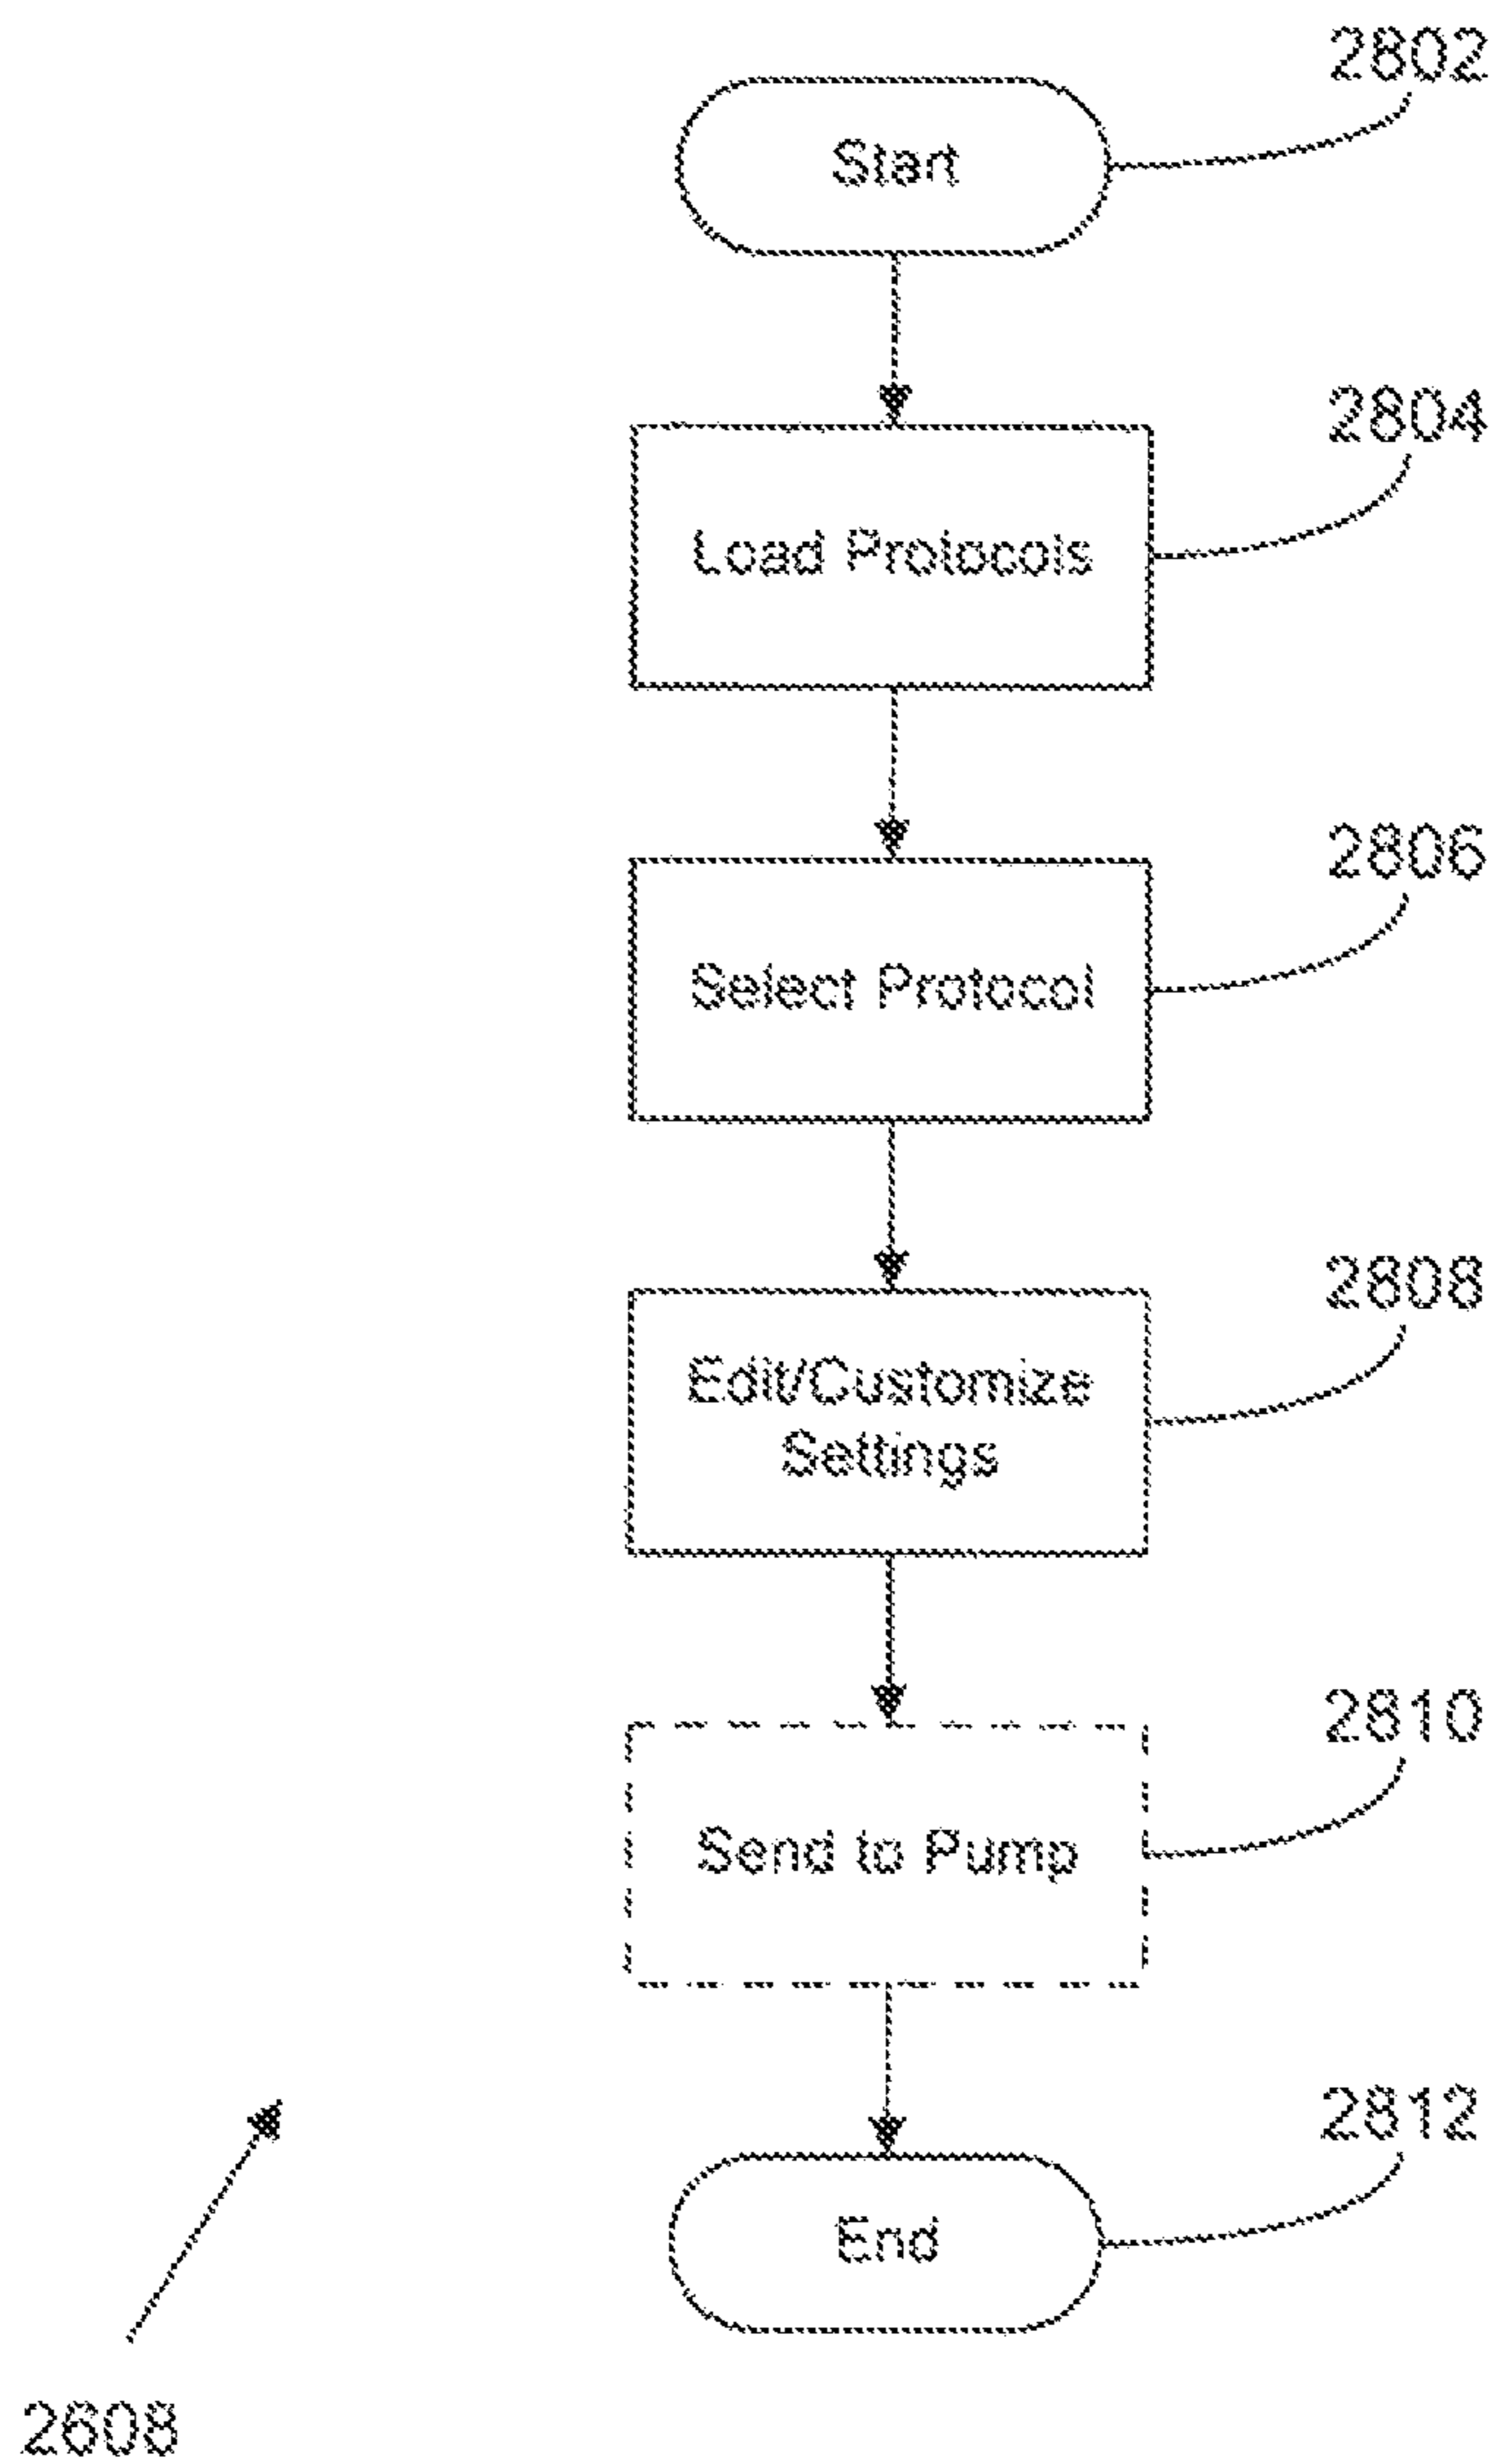 2802
Start
2804
Load Protocols
2806
Select Protocol
2808
Edit/Customize
Settings
2810
Send to Pump
2812
End
2608